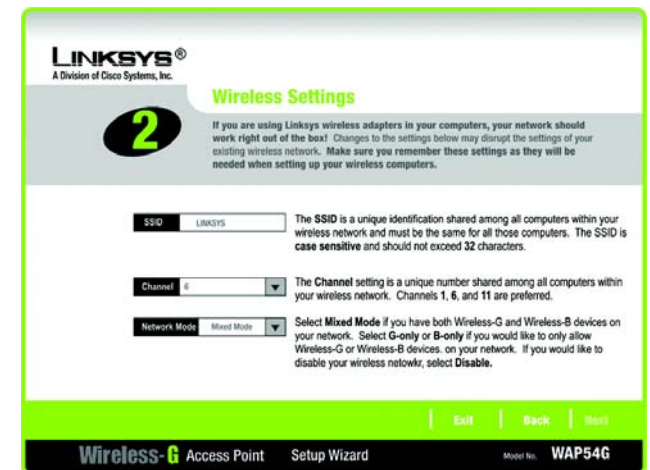 LINKSYS®
A Division of Cisco Systems, Inc.
Wireless Settings
2
If you are using Linksys wireless adapters in your computers, your network should
work right out of the box! Changes to the settings below may disrupt the settings of your
existing wireless network. Make sure you remember these settings as they will be
needed when setting up your wireless computers.
SSID LINKSYS
The SSID is a unique identification shared among all computers within your
wireless network and must be the same for all those computers. The SSID is
case sensitive and should not exceed 32 characters.
Channel 6
The Channel setting is a unique number shared among all computers within
your wireless network. Channels 1, 6, and 11 are preferred.
Network Mode Mixed Mode
Select Mixed Mode if you have both Wireless-G and Wireless-B devices on
your network. Select G-only or B-only if you would like to only allow
Wireless-G or Wireless-B devices. on your network. If you would like to
disable your wireless netowkr, select Disable.
Exit Back Next
Wireless-G Access Point Setup Wizard Model No. WAP54G